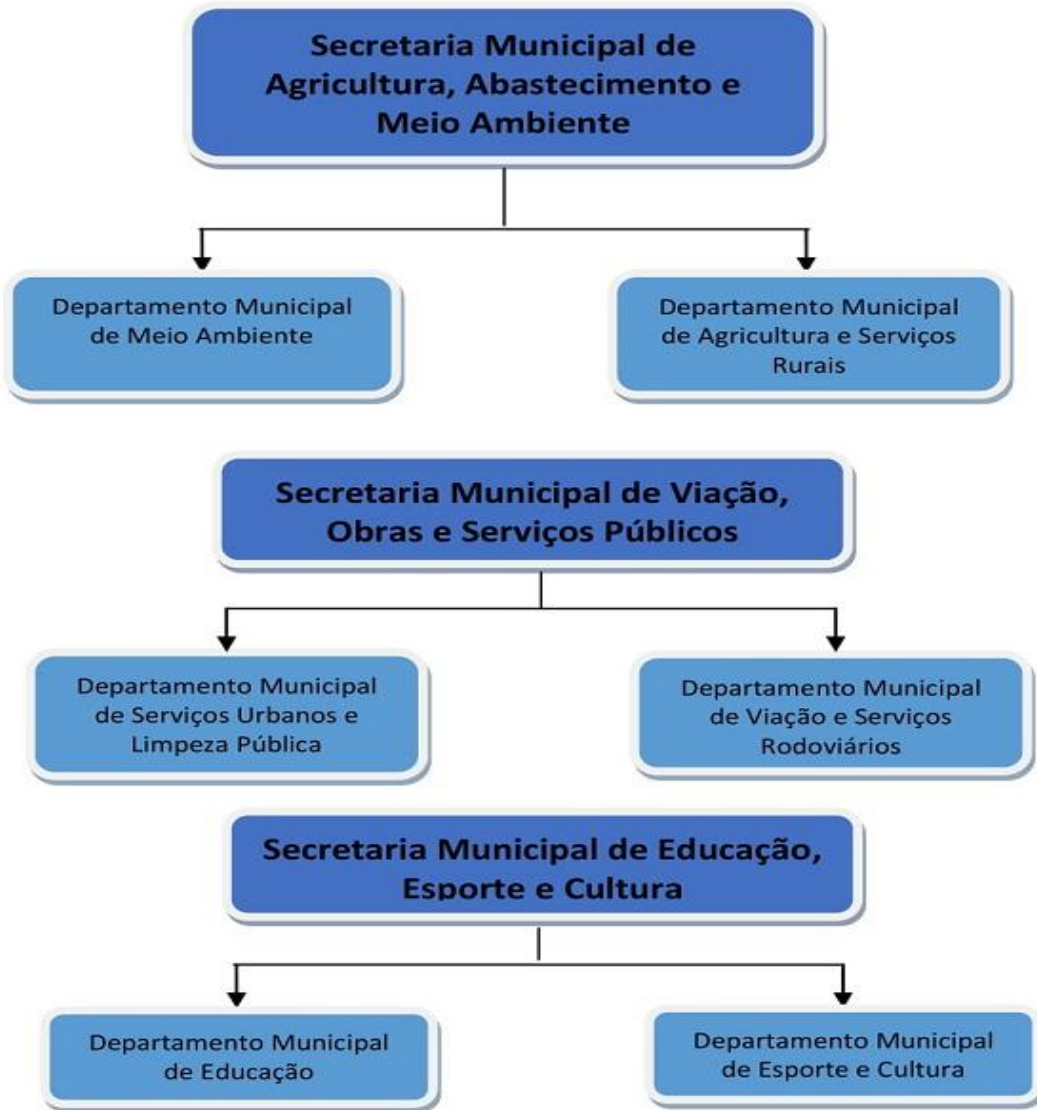 Secretaria Municipal de
Agricultura, Abastecimento e
Meio Ambiente
Departamento Municipal
de Meio Ambiente
Departamento Municipal
de Agricultura e Serviços
Rurais
Secretaria Municipal de Viação,
Obras e Serviços Públicos
Departamento Municipal
de Serviços Urbanos e
Limpeza Pública
Departamento Municipal
de Viação e Serviços
Rodoviários
Secretaria Municipal de Educação,
Esporte e Cultura
Departamento Municipal
de Educação
Departamento Municipal
de Esporte e Cultura